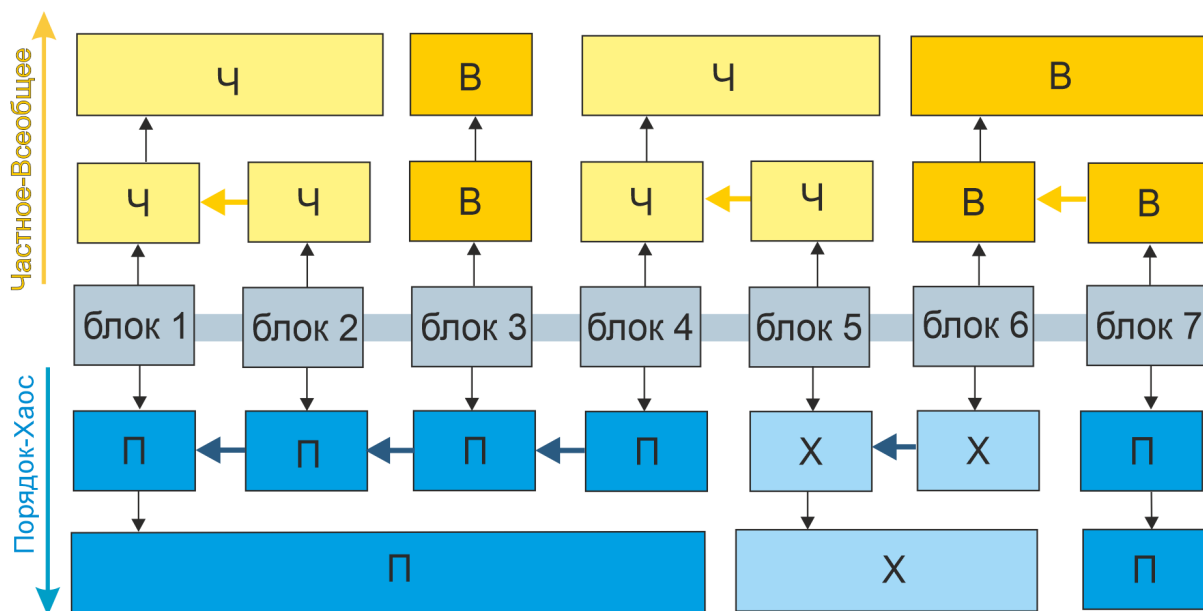 Частное-Всеобщее
Ч В Ч В
Ч Ч В Ч Ч В В
блок 1 блок 2 блок 3 блок 4 блок 5 блок 6 блок 7
Порядок-Хаос
П П П П Х Х П
П Х П